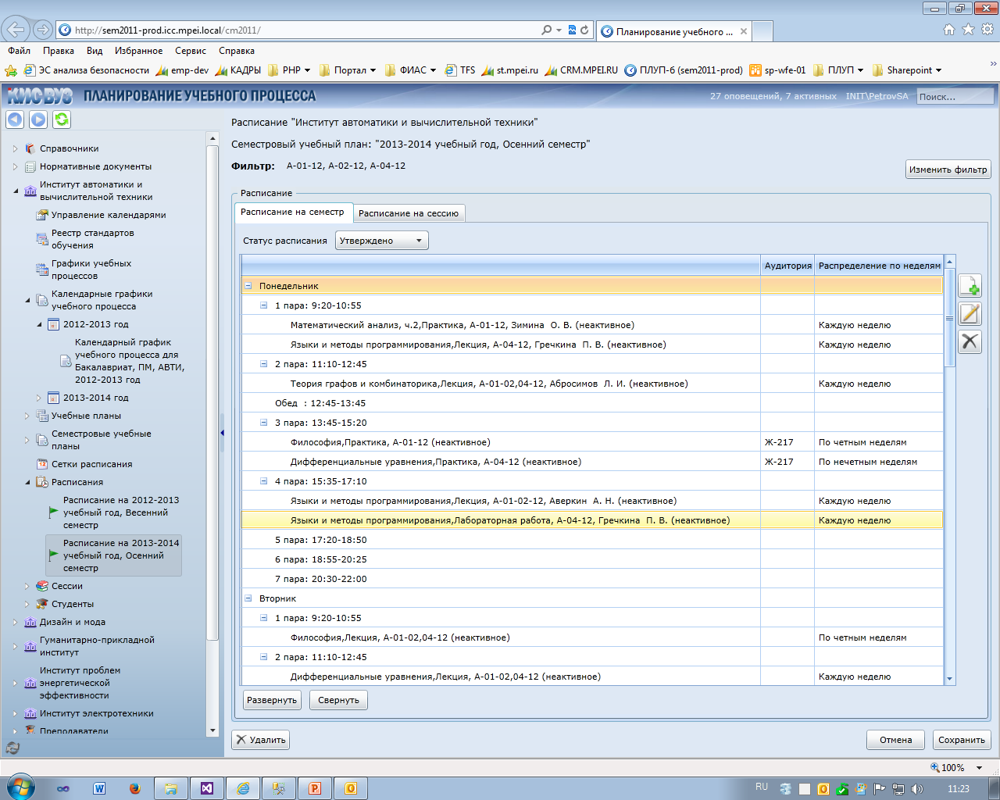 http://sem2011-prod.icc.mpei.local/cm2011/
Планирование учебного ...
Файл Правка Вид Избранное Сервис Справка
ЭС анализа безопасности emp-dev КАДРЫ PHP Портал ФИАС TFS st.mpei.ru CRM.MPEI.RU ПЛУП-6 (sem2011-prod) sp-wfe-01 ПЛУП Sharepoint
КИС ВУЗ ПЛАНИРОВАНИЕ УЧЕБНОГО ПРОЦЕССА
27 оповещений, 7 активных INIT\PetrovSA Поиск...
Справочники
Нормативные документы
Институт автоматики и
вычислительной техники
Управление календарями
Реестр стандартов
обучения
Графики учебных
процессов
Календарные графики
учебного процесса
2012-2013 год
Календарный график
учебного процесса для
Бакалавриат, ПМ, АВТИ,
2012-2013 год
2013-2014 год
Учебные планы
Семестровые учебные
планы
Сетки расписания
Расписания
Расписание на 2012-2013
учебный год, Весенний
семестр
Расписание на 2013-2014
учебный год, Осенний
семестр
Сессии
Студенты
Дизайн и мода
Гуманитарно-прикладной
институт
Институт проблем
энергетической
эффективности
Институт электротехники
Преподаватели
Расписание "Институт автоматики и вычислительной техники"
Семестровый учебный план: "2013-2014 учебный год, Осенний семестр"
Фильтр: А-01-12, А-02-12, А-04-12
Изменить фильтр
Расписание
Расписание на семестр Расписание на сессию
Статус расписания Утверждено
Аудитория Распределение по неделям
Понедельник
1 пара: 9:20-10:55
Математический анализ, ч.2,Практика, А-01-12, Зимина О. В. (неактивное) Каждую неделю
Языки и методы программирования,Лекция, А-04-12, Гречкина П. В. (неактивное) Каждую неделю
2 пара: 11:10-12:45
Теория графов и комбинаторика,Лекция, А-01-02,04-12, Абросимов Л. И. (неактивное) Каждую неделю
Обед : 12:45-13:45
3 пара: 13:45-15:20
Философия,Практика, А-01-12 (неактивное) Ж-217 По четным неделям
Дифференциальные уравнения,Практика, А-04-12 (неактивное) Ж-217 По нечетным неделям
4 пара: 15:35-17:10
Языки и методы программирования,Лекция, А-01-02-12, Аверкин А. Н. (неактивное) Каждую неделю
Языки и методы программирования,Лабораторная работа, А-04-12, Гречкина П. В. (неактивное) Каждую неделю
5 пара: 17:20-18:50
6 пара: 18:55-20:25
7 пара: 20:30-22:00
Вторник
1 пара: 9:20-10:55
Философия,Лекция, А-01-02,04-12 (неактивное) По четным неделям
2 пара: 11:10-12:45
Дифференциальные уравнения,Лекция, А-01-02,04-12 (неактивное) Каждую неделю
Развернуть Свернуть
Удалить Отмена Сохранить
100%
RU 11:23